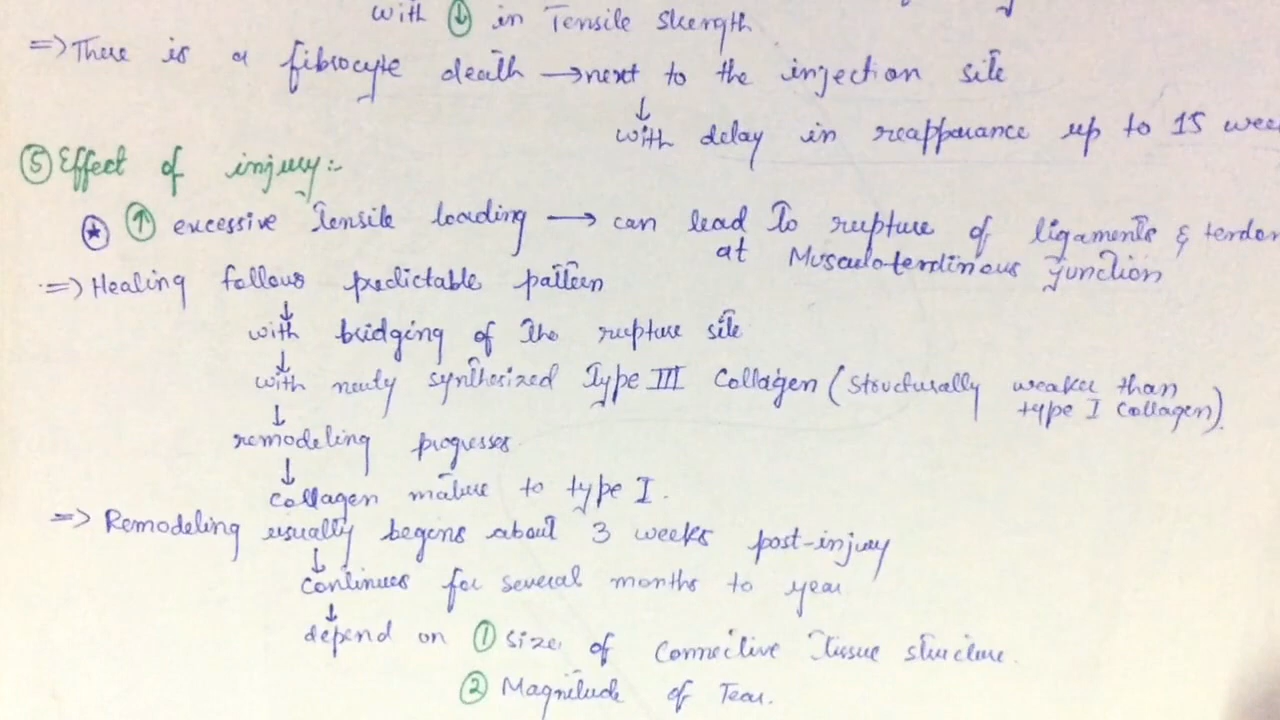 with ↓ in Tensile Strength
=> There is a fibrocyte death → next to the injection site
↓
with delay in reapparance up to 15 wee
⑤ Effect of injury:-
★ ↑ excessive Tensile loading → can lead to rupture of ligaments & tendon
at Musculotendinous junction
=> Healing follows predictable pattern
↓
with bridging of the rupture site
↓
with newly synthesized Type III Collagen (structurally weaker than
type I Collagen).
↓
remodeling progresses.
↓
Collagen mature to type I.
=> Remodeling usually begins about 3 weeks post-injury
↓
Continues for several months to year
↓
depend on ① size of Connective Tissue structure.
② Magnitude of Tear.